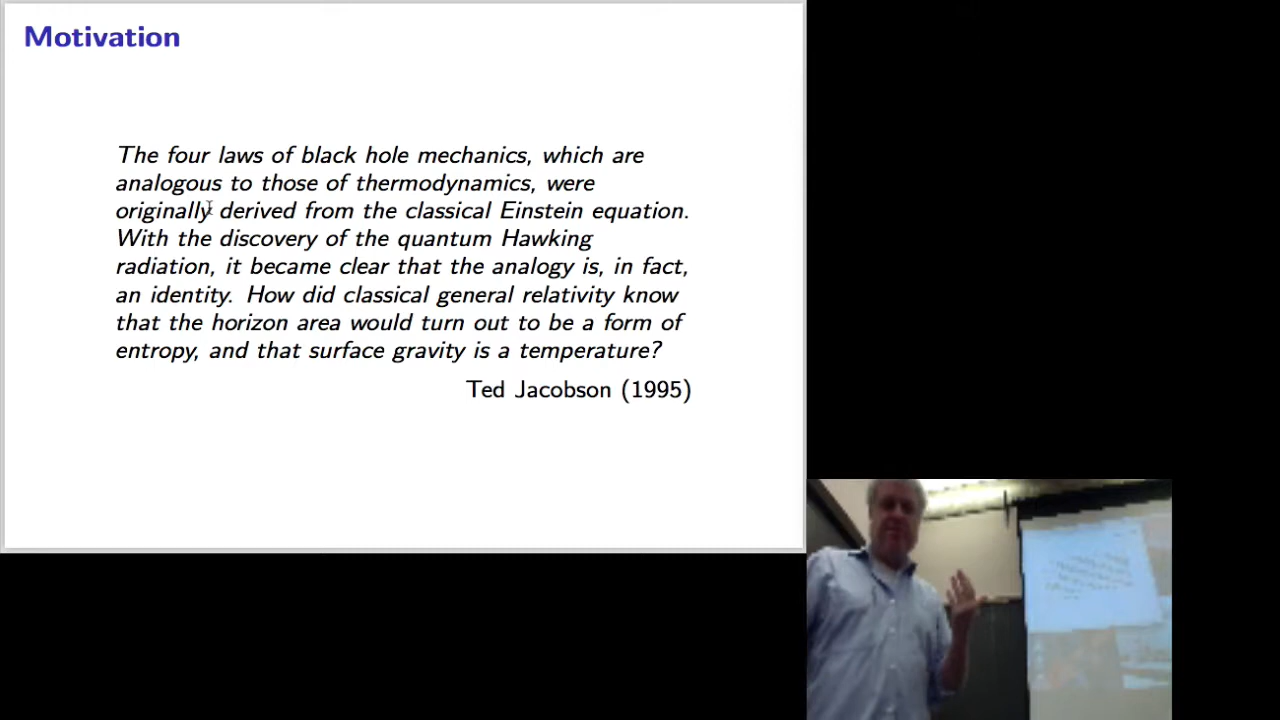 Motivation
The four laws of black hole mechanics, which are
analogous to those of thermodynamics, were
originally derived from the classical Einstein equation.
With the discovery of the quantum Hawking
radiation, it became clear that the analogy is, in fact,
an identity. How did classical general relativity know
that the horizon area would turn out to be a form of
entropy, and that surface gravity is a temperature?
Ted Jacobson (1995)